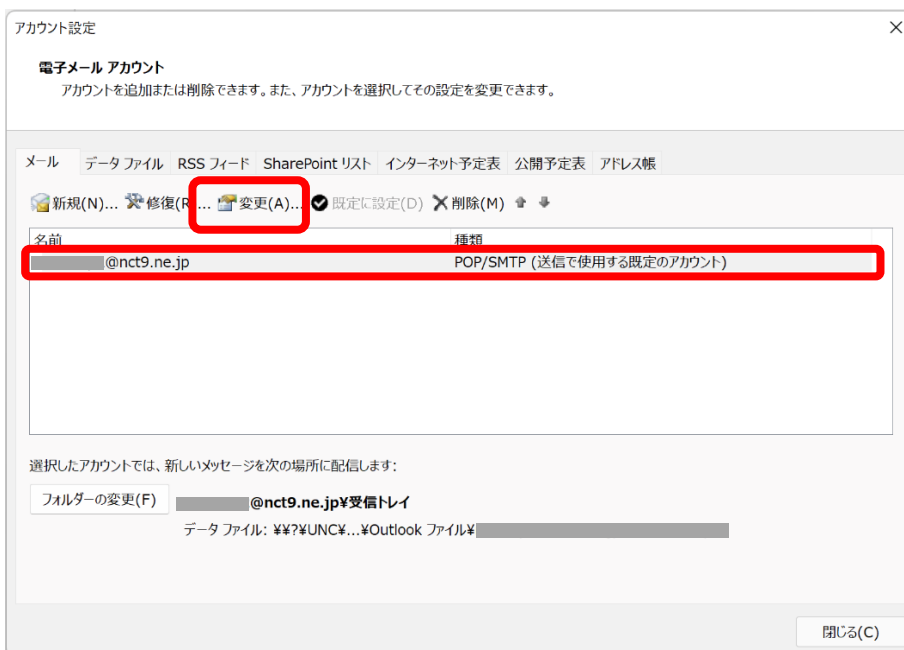 アカウント設定
電子メール アカウント
アカウントを追加または削除できます。また、アカウントを選択してその設定を変更できます。
メール データ ファイル RSS フィード SharePoint リスト インターネット予定表 公開予定表 アドレス帳
新規(N)... 修復(R... 変更(A)... 既定に設定(D) 削除(M)
名前 種類
@nct9.ne.jp POP/SMTP (送信で使用する既定のアカウント)
選択したアカウントでは、新しいメッセージを次の場所に配信します:
フォルダーの変更(F) @nct9.ne.jp¥受信トレイ
データ ファイル: ¥¥?¥UNC¥...¥Outlook ファイル¥
閉じる(C)